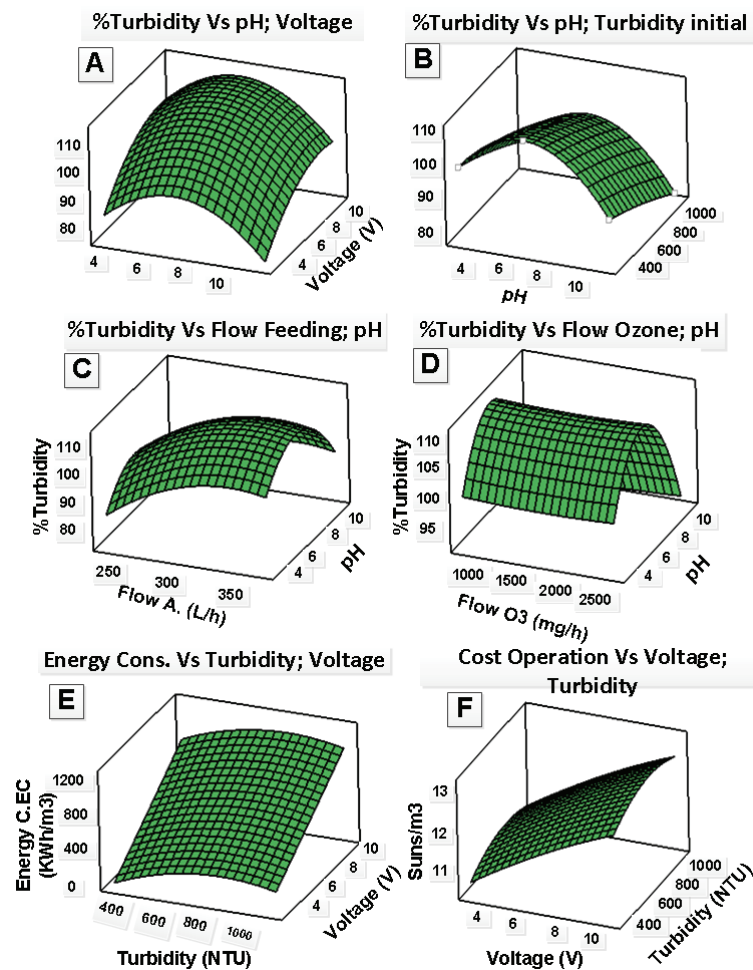 %Turbidity Vs pH; Voltage
A
110
100
90
80
4
6
8
10
4
6
8
10
Voltage (V)
%Turbidity Vs pH; Turbidity initial
B
110
100
90
80
4
6
8
10
pH
400
600
800
1000
%Turbidity Vs Flow Feeding; pH
C
%Turbidity
110
100
90
80
250
300
350
Flow A. (L/h)
4
6
8
10
pH
%Turbidity Vs Flow Ozone; pH
D
%Turbidity
110
105
100
95
1000
1500
2000
2500
Flow O3 (mg/h)
4
6
8
10
pH
Energy Cons. Vs Turbidity; Voltage
E
Energy C.EC
(KWh/m3)
1200
800
400
0
400
600
800
1000
Turbidity (NTU)
4
6
8
10
Voltage (V)
Cost Operation Vs Voltage;
Turbidity
F
Suns/m3
13
12
11
4
6
8
10
Voltage (V)
400
600
800
1000
Turbidity (NTU)